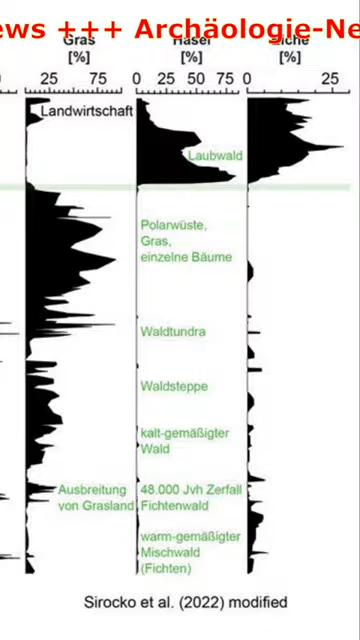 ews +++ Archäologie-Ne
Gras Hasel Eiche
[%] [%] [%]
25 75 0 25 50 75 0 25
Landwirtschaft
Laubwald
Polarwüste,
Gras,
einzelne Bäume
Waldtundra
Waldsteppe
kalt-gemäßigter
Wald
Ausbreitung
von Grasland
48.000 Jvh Zerfall
Fichtenwald
warm-gemäßigter
Mischwald
(Fichten)
Sirocko et al. (2022) modified